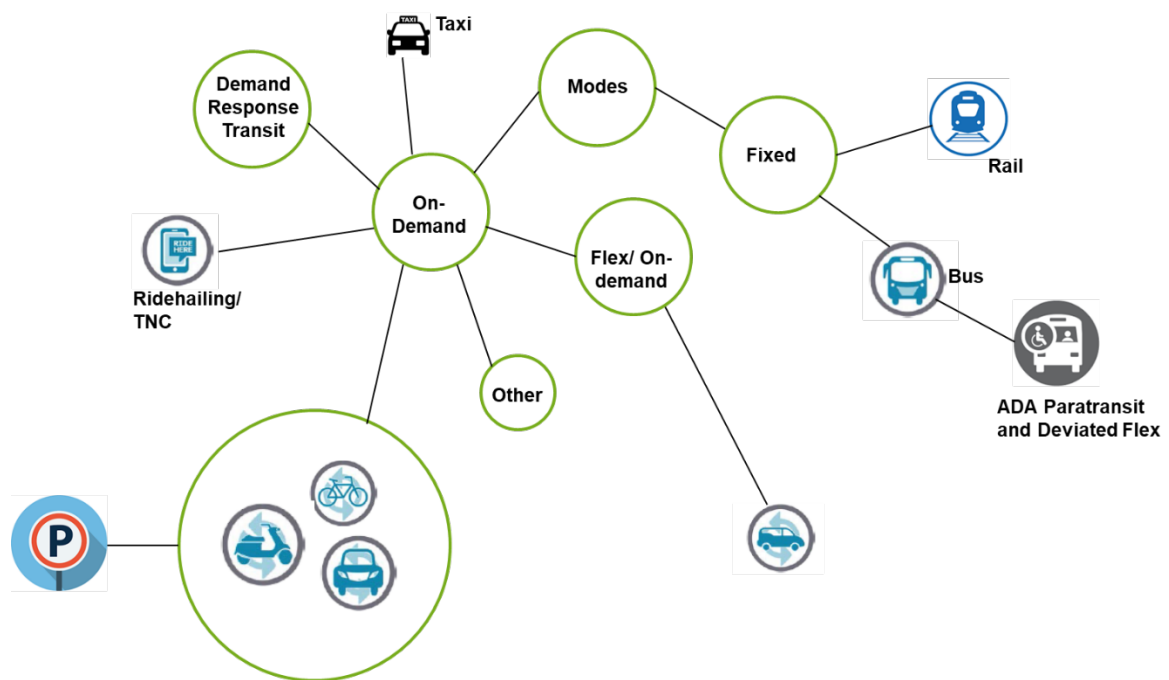 TAXI
Taxi
Demand
Response
Transit
Modes
Fixed
Rail
On-
Demand
RIDE
HERE
Ridehailing/
TNC
Flex/ On-
demand
Bus
Other
ADA Paratransit
and Deviated Flex
P